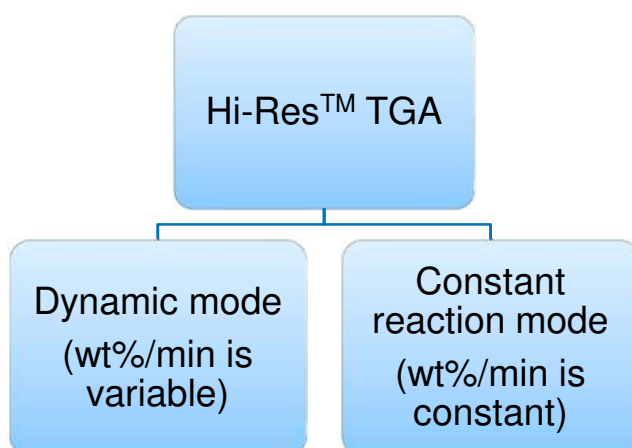 Hi-Res™ TGA
Dynamic mode
(wt%/min is
variable)
Constant
reaction mode
(wt%/min is
constant)